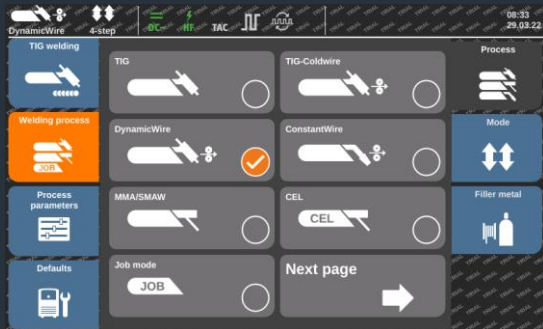 DynamicWire
4-step
DC-
HF
TAC
08:33
29.03.22
TIG welding
Welding process
JOB
Process
parameters
Defaults
TIG
TIG-Coldwire
DynamicWire
ConstantWire
MMA/SMAW
CEL
CEL
Job mode
JOB
Next page
Process
Mode
Filler metal
TRIAL